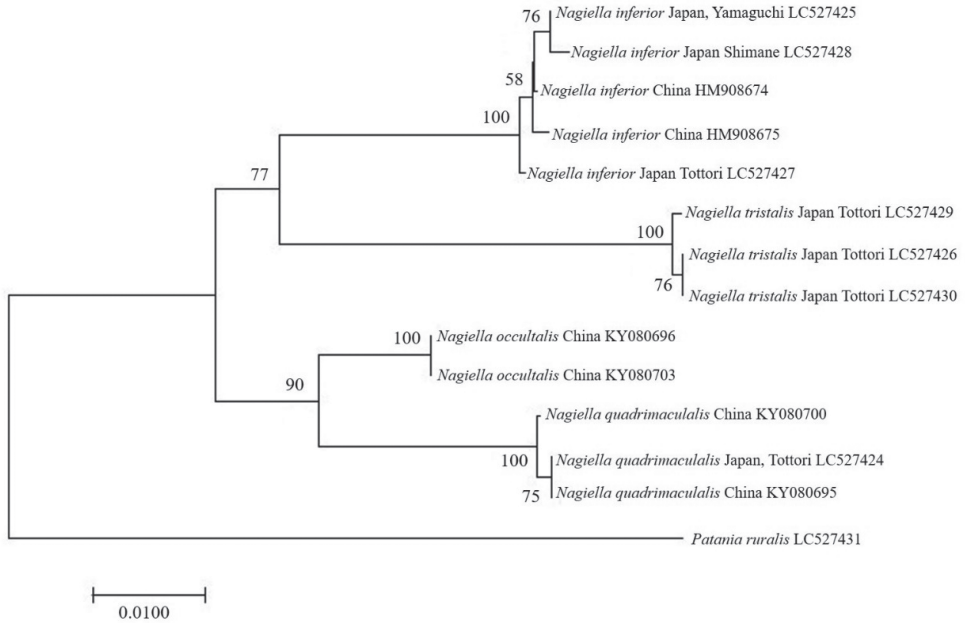 76
Nagiella inferior Japan, Yamaguchi LC527425
Nagiella inferior Japan Shimane LC527428
58
Nagiella inferior China HM908674
100
Nagiella inferior China HM908675
Nagiella inferior Japan Tottori LC527427
77
Nagiella tristalis Japan Tottori LC527429
100
Nagiella tristalis Japan Tottori LC527426
76
Nagiella tristalis Japan Tottori LC527430
100
Nagiella occultalis China KY080696
Nagiella occultalis China KY080703
90
Nagiella quadrimaculalis China KY080700
100
Nagiella quadrimaculalis Japan, Tottori LC527424
75
Nagiella quadrimaculalis China KY080695
Patania ruralis LC527431
0.0100